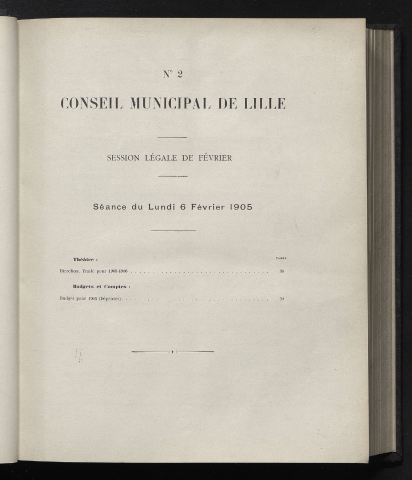 N° 2
CONSEIL MUNICIPAL DE LILLE
SESSION LÉGALE DE FÉVRIER
Séance du Lundi 6 Février 1905
Théâtre :
Direction. Traité pour 1905-1906
Budgets et Comptes :
Budget pour 1905 (Dépenses)